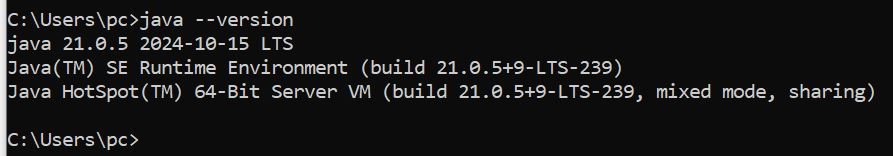 C:\Users\pc>java --version
java 21.0.5 2024-10-15 LTS
Java(TM) SE Runtime Environment (build 21.0.5+9-LTS-239)
Java HotSpot(TM) 64-Bit Server VM (build 21.0.5+9-LTS-239, mixed mode, sharing)
C:\Users\pc>